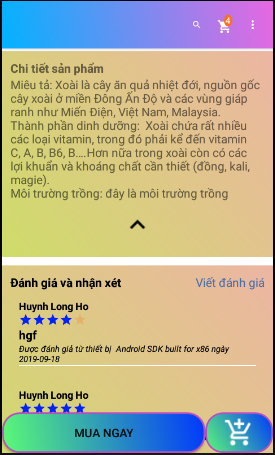 4
Chi tiết sản phẩm
Miêu tả: Xoài là cây ăn quả nhiệt đới, nguồn gốc
cây xoài ở miền Đông Ấn Độ và các vùng giáp
ranh như Miến Điện, Việt Nam, Malaysia.
Thành phần dinh dưỡng:  Xoài chứa rất nhiều
các loại vitamin, trong đó phải kể đến vitamin
C, A, B, B6, B....Hơn nữa trong xoài còn có các
lợi khuẩn và khoáng chất cần thiết (đồng, kali,
magie).
Môi trường trồng: đây là môi trường trồng
Đánh giá và nhận xét
Viết đánh giá
Huynh Long Ho
hgf
Được đánh giá từ thiết bị  Android SDK built for x86 ngày
2019-09-18
Huynh Long Ho
MUA NGAY